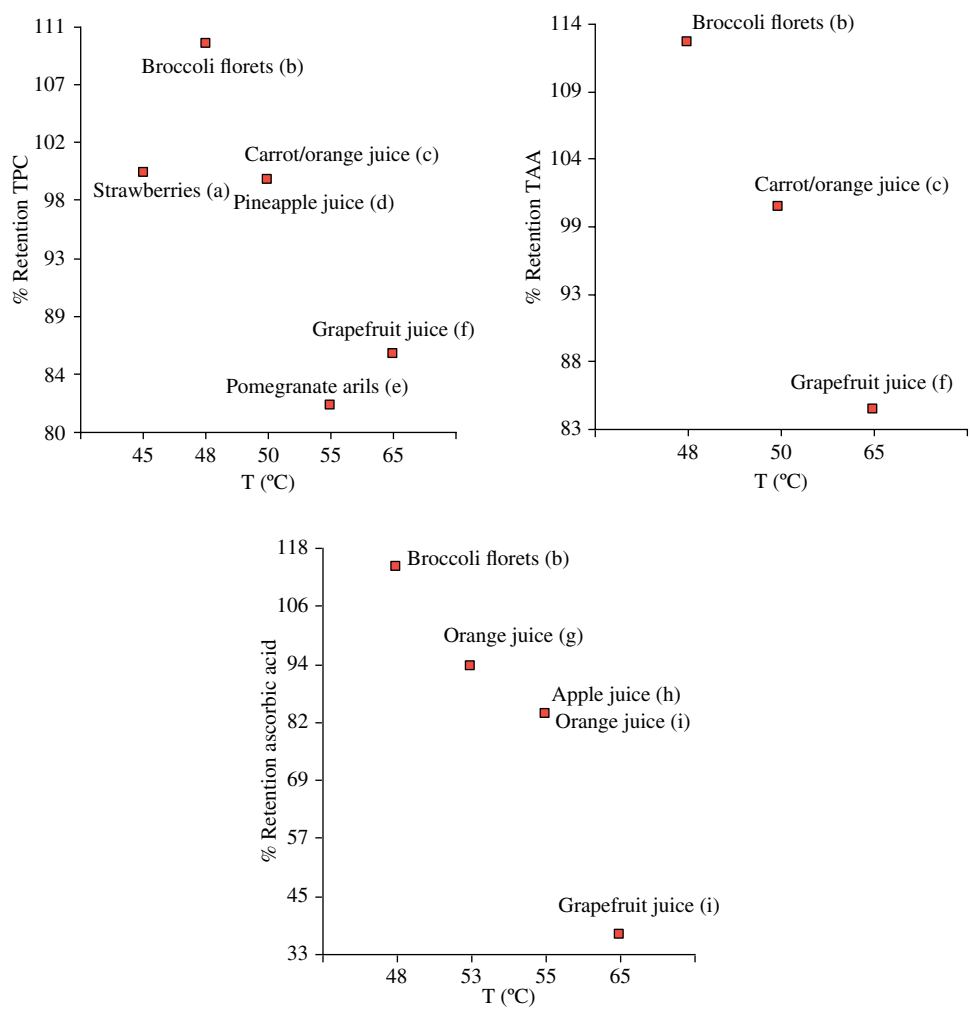 % Retention TPC
111
107
102
98
93
89
84
80
Broccoli florets (b)
Strawberries (a)
Carrot/orange juice (c)
Pineapple juice (d)
Grapefruit juice (f)
Pomegranate arils (e)
45 48 50 55 65
T (ºC)
% Retention TAA
114
109
104
99
93
88
83
Broccoli florets (b)
Carrot/orange juice (c)
Grapefruit juice (f)
48 50 65
T (ºC)
% Retention ascorbic acid
118
106
94
82
69
57
45
33
Broccoli florets (b)
Orange juice (g)
Apple juice (h)
Orange juice (i)
Grapefruit juice (i)
48 53 55 65
T (ºC)